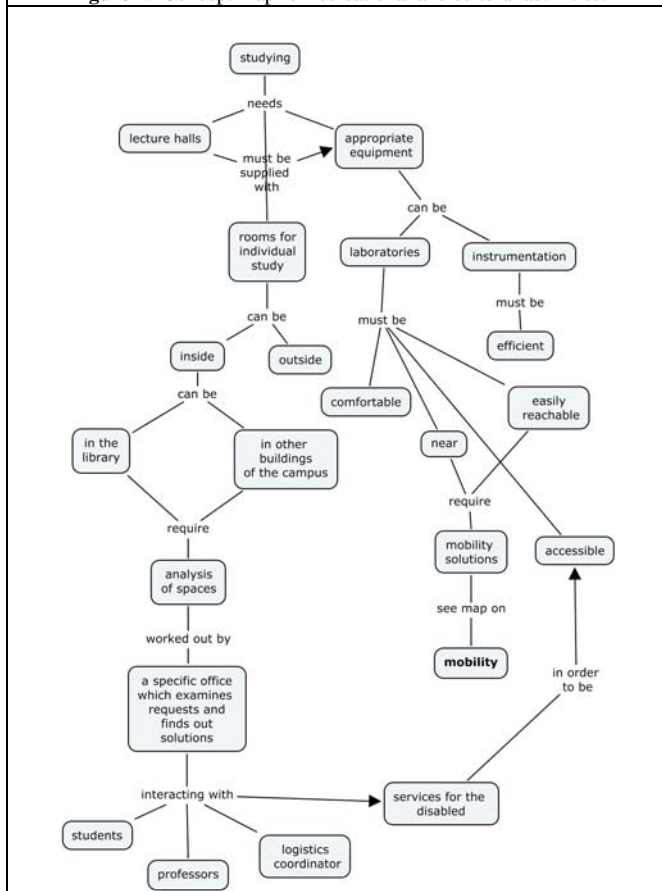 studying
needs
lecture halls
appropriate
equipment
must be
supplied
with
can be
rooms for
individual
study
laboratories
instrumentation
can be
must be
must be
inside
outside
efficient
can be
comfortable
easily
reachable
in the
library
in other
buildings
of the campus
near
require
require
mobility
solutions
accessible
analysis
of spaces
see map on
worked out by
mobility
a specific office
which examines
requests and
finds out
solutions
in order
to be
interacting with
services for the
disabled
students
professors
logistics
coordinator